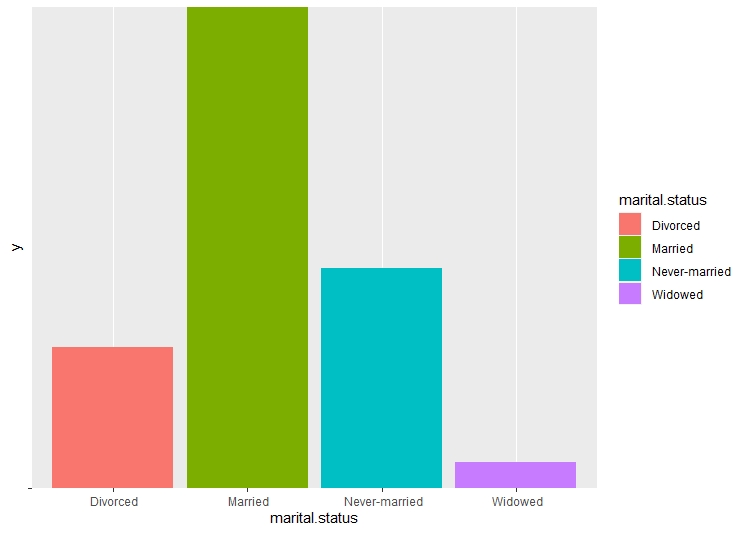 y
Divorced
Married
Never-married
Widowed
marital.status
marital.status
Divorced
Married
Never-married
Widowed